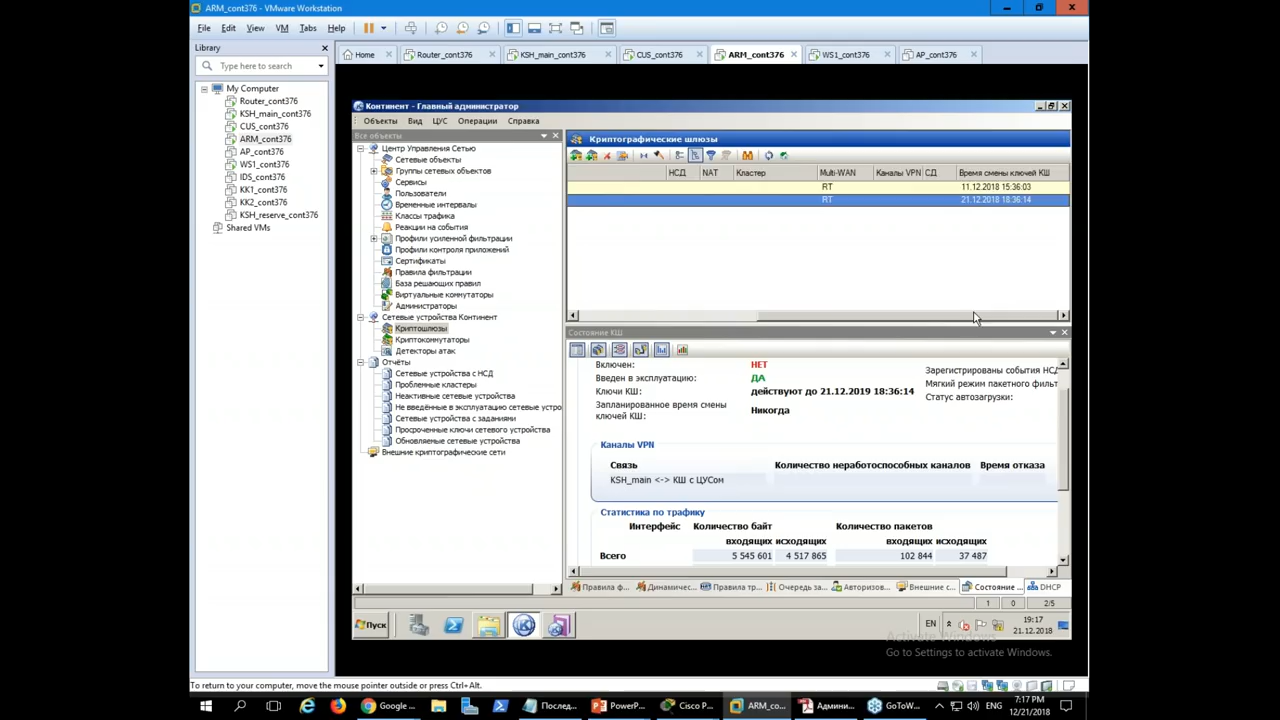 ARM_cont376 - VMware Workstation
File Edit View VM Tabs Help
Library
Type here to search
My Computer
Router_cont376
KSH_main_cont376
CUS_cont376
ARM_cont376
AP_cont376
WS1_cont376
IDS_cont376
KK1_cont376
KK2_cont376
KSH_reserve_cont376
Shared VMs
Home Router_cont376 KSH_main_cont376 CUS_cont376 ARM_cont376 WS1_cont376 AP_cont376
Континент - Главный администратор
Объекты Вид ЦУС Операции Справка
Все объекты
Центр Управления Сетью
Сетевые объекты
Группы сетевых объектов
Сервисы
Пользователи
Временные интервалы
Классы трафика
Реакции на события
Профили усиленной фильтрации
Профили контроля приложений
Сертификаты
Правила фильтрации
База решающих правил
Виртуальные коммутаторы
Администраторы
Сетевые устройства Континент
Криптошлюзы
Криптокоммутаторы
Детекторы атак
Отчёты
Сетевые устройства с НСД
Проблемные кластеры
Неактивные сетевые устройства
Не введённые в эксплуатацию сетевые устро
Сетевые устройства с заданиями
Просроченные ключи сетевого устройства
Обновляемые сетевые устройства
Внешние криптографические сети
Криптографические шлюзы
НСД NAT Кластер Multi-WAN Каналы VPN СД Время смены ключей КШ
RT 11.12.2018 15:36:03
RT 21.12.2018 18:36:14
Состояние КШ
Включен: НЕТ
Введен в эксплуатацию: ДА
Ключи КШ: действуют до 21.12.2019 18:36:14
Запланированное время смены ключей КШ: Никогда
Зарегистрированы события НСД
Мягкий режим пакетного фильт
Статус автозагрузки:
Каналы VPN
Связь Количество неработоспособных каналов Время отказа
KSH_main <-> КШ с ЦУСом
Статистика по трафику
Интерфейс Количество байт Количество пакетов
входящих исходящих входящих исходящих
Всего 5 545 601 4 517 865 102 844 37 487
Правила ф... Динамичес... Правила тр... Очередь за... Авторизов... Внешние с... Состояние ... DHCP
1 0 2/5
Пуск
EN 19:17
21.12.2018
Activate Windows
Go to Settings to activate Windows.
To return to your computer, move the mouse pointer outside or press Ctrl+Alt.
Google ... Послед... PowerP... Cisco P... ARM_co... Админи... GoToW...
ENG 7:17 PM
12/21/2018